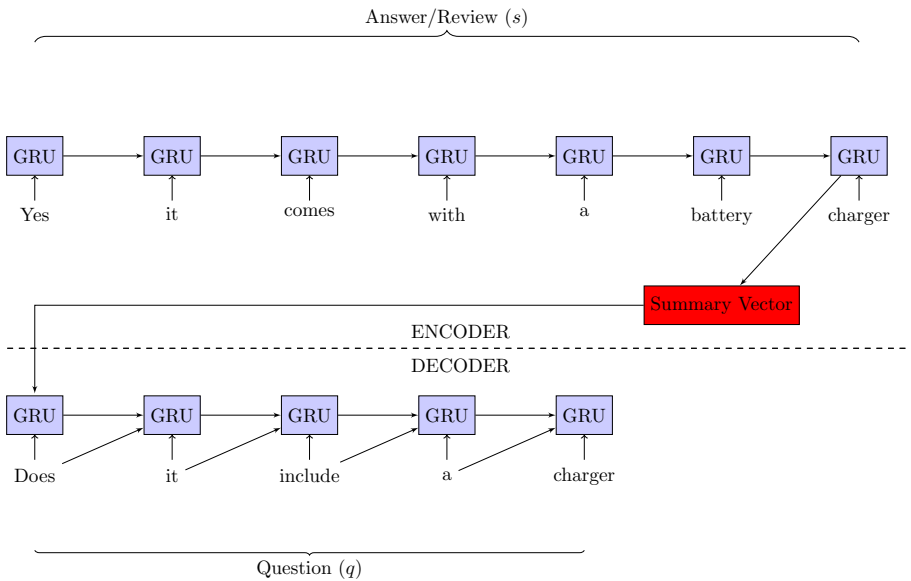 Answer/Review (s)
GRU GRU GRU GRU GRU GRU GRU
Yes it comes with a battery charger
Summary Vector
ENCODER
DECODER
GRU GRU GRU GRU GRU
Does it include a charger
Question (q)